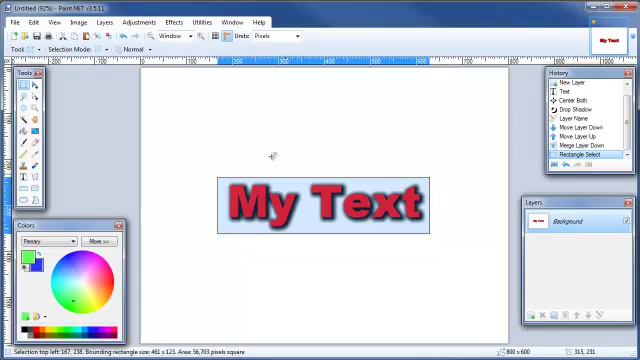 Untitled (92%) - Paint.NET v3.5.11
File Edit View Image Layers Adjustments Effects Utilities Window Help
Window Units: Pixels
My Text
Tool: Selection Mode: Normal
Tools
History
New Layer
Text
Center Both
Drop Shadow
Layer Name
Move Layer Down
Move Layer Up
Merge Layer Down
Rectangle Select
My Text
Layers
My Text Background
Colors
Primary More >>
Selection top left: 167, 238. Bounding rectangle size: 461 x 123. Area: 56,703 pixels square 800 x 600 315, 231